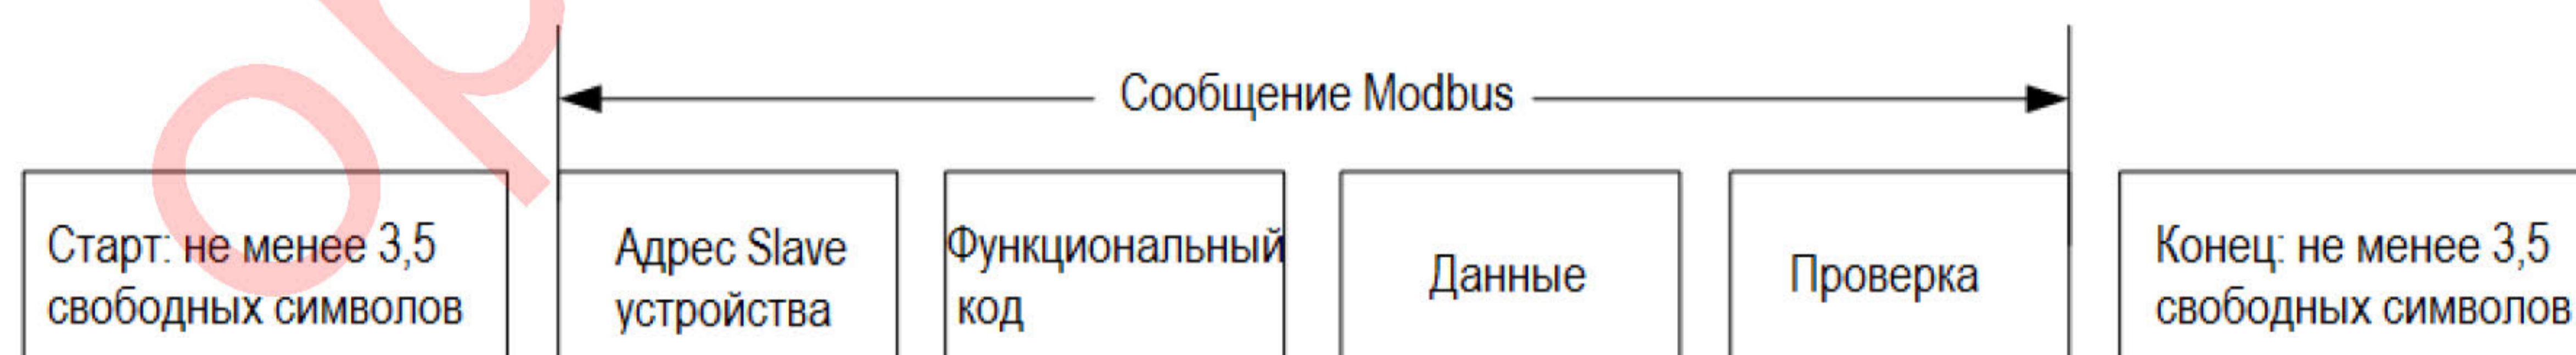 Сообщение Modbus
Старт: не менее 3,5
свободных символов
Адрес Slave
устройства
Функциональный
код
Данные
Проверка
Конец: не менее 3,5
свободных символов